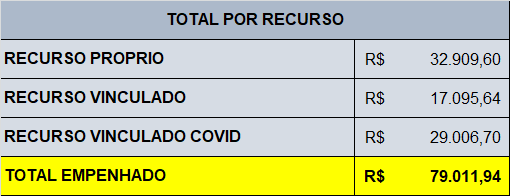 TOTAL POR RECURSO
RECURSO PROPRIO R$ 32.909,60
RECURSO VINCULADO R$ 17.095,64
RECURSO VINCULADO COVID R$ 29.006,70
TOTAL EMPENHADO R$ 79.011,94